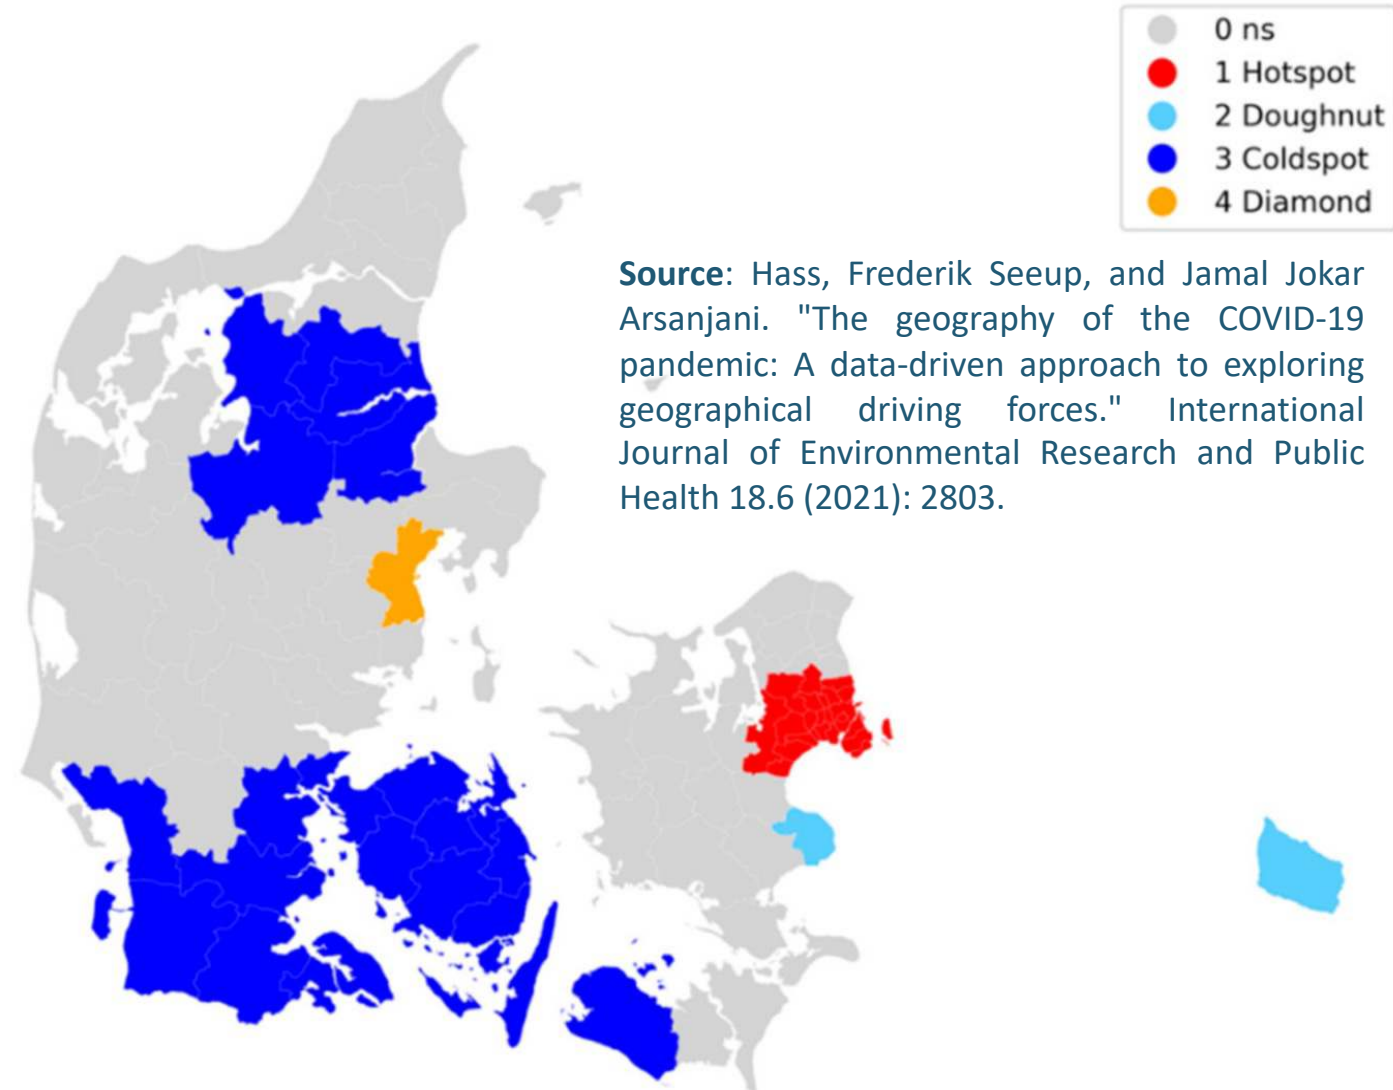 0 ns
1 Hotspot
2 Doughnut
3 Coldspot
4 Diamond
Source: Hass, Frederik Seeup, and Jamal Jokar
Arsanjani. "The geography of the COVID-19
pandemic: A data-driven approach to exploring
geographical driving forces." International
Journal of Environmental Research and Public
Health 18.6 (2021): 2803.